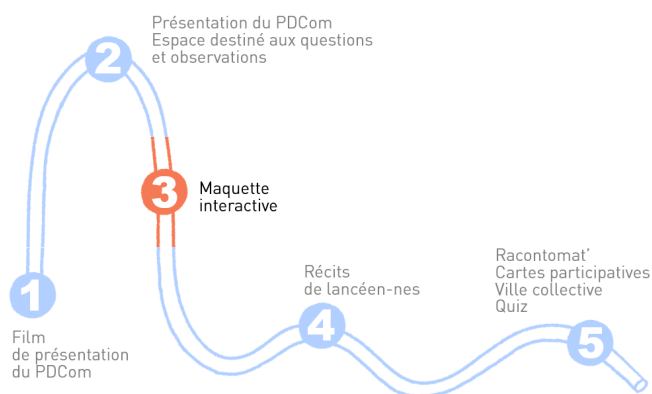 1
Film
de présentation
du PDCom
2
Présentation du PDCom
Espace destiné aux questions
et observations
3
Maquette
interactive
4
Récits
de lancéen-nes
5
Racontomat’
Cartes participatives
Ville collective
Quiz